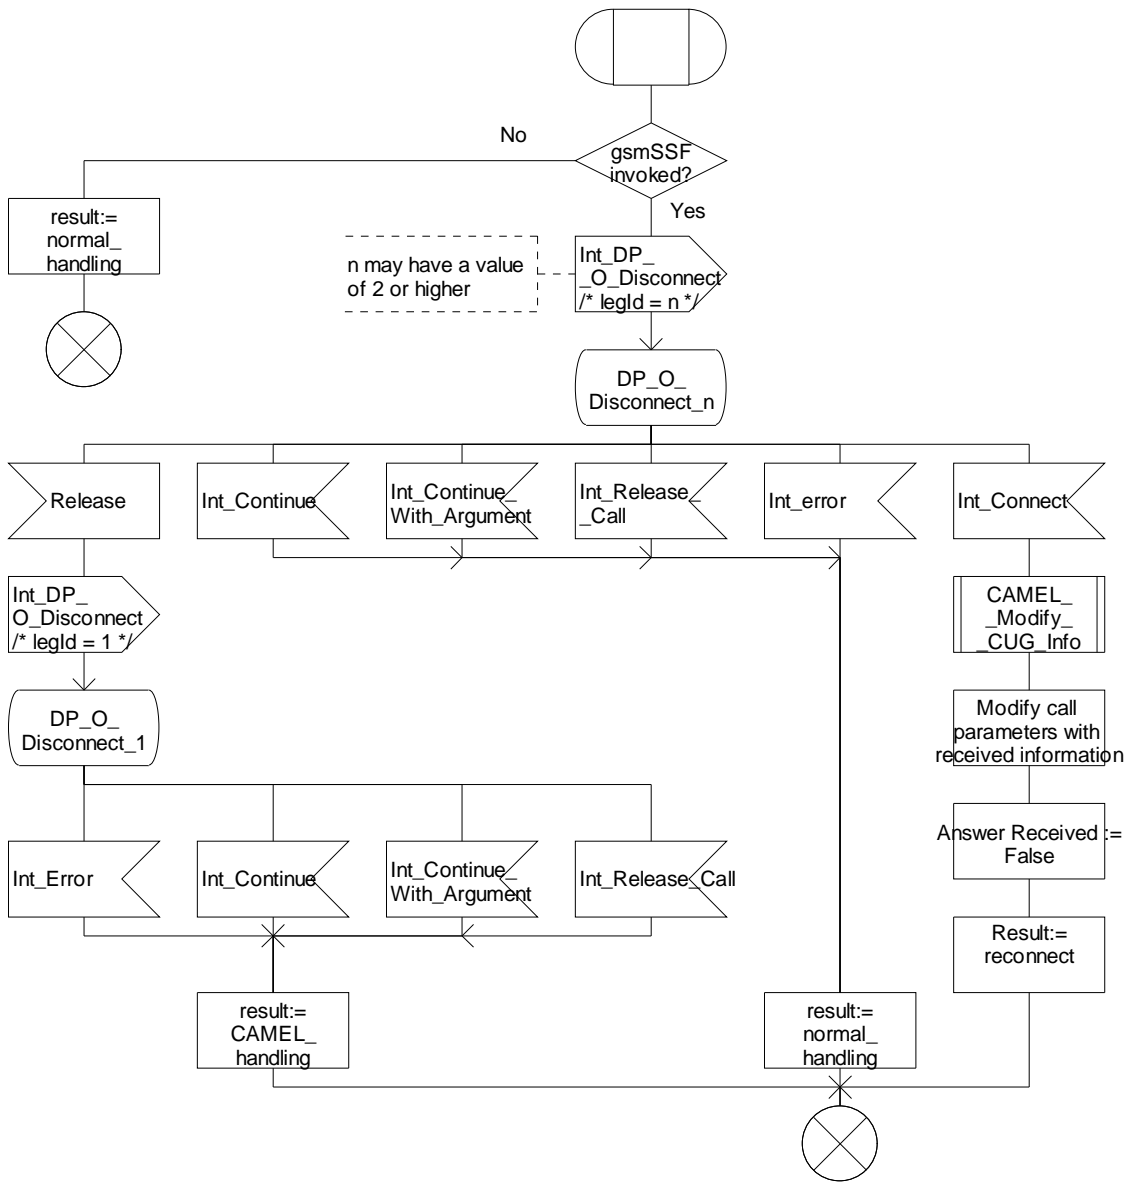 No
gsmSSF
invoked?
Yes
result:=
normal_
handling
n may have a value
of 2 or higher
Int_DP_
_O_Disconnect
/* legId = n */
DP_O_
Disconnect_n
Release
Int_Continue
Int_Continue_
With_Argument
Int_Release_
_Call
Int_error
Int_Connect
Int_DP_
O_Disconnect
/* legId = 1 */
CAMEL_
_Modify_
_CUG_Info
DP_O_
Disconnect_1
Modify call
parameters with
received information
Answer Received :=
False
Int_Error
Int_Continue
Int_Continue_
With_Argument
Int_Release_Call
Result:=
reconnect
result:=
CAMEL_
handling
result:=
normal_
handling